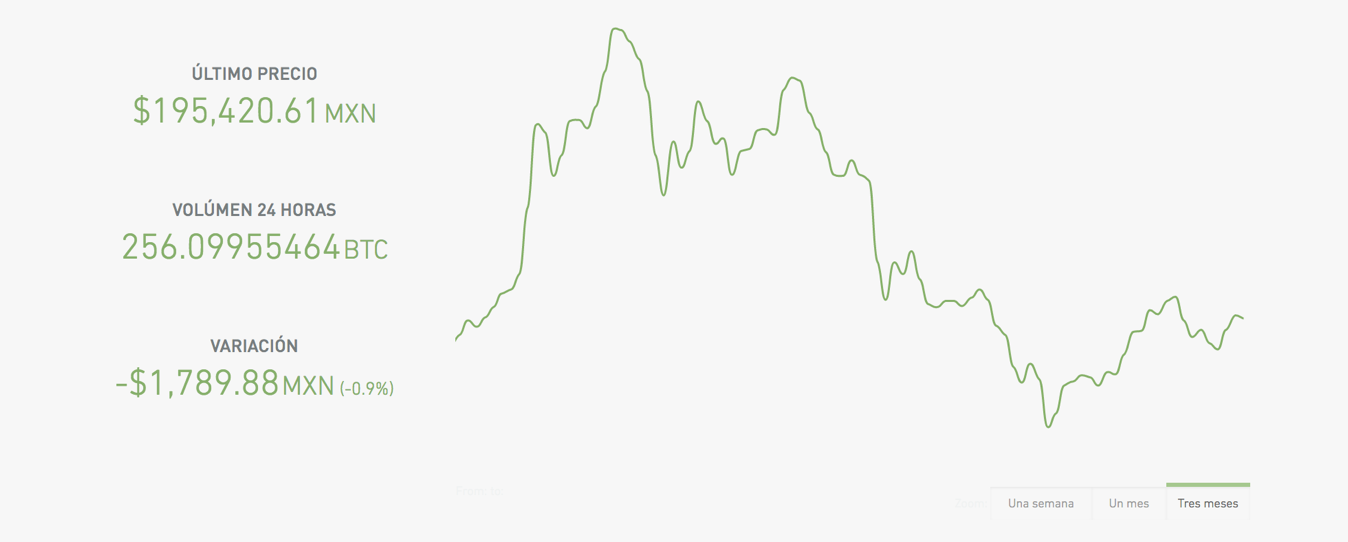 ÚLTIMO PRECIO
$195,420.61 MXN
VOLÚMEN 24 HORAS
256.09955464 BTC
VARIACIÓN
-$1,789.88 MXN (-0.9%)
Zoom Una semana Un mes Tres meses